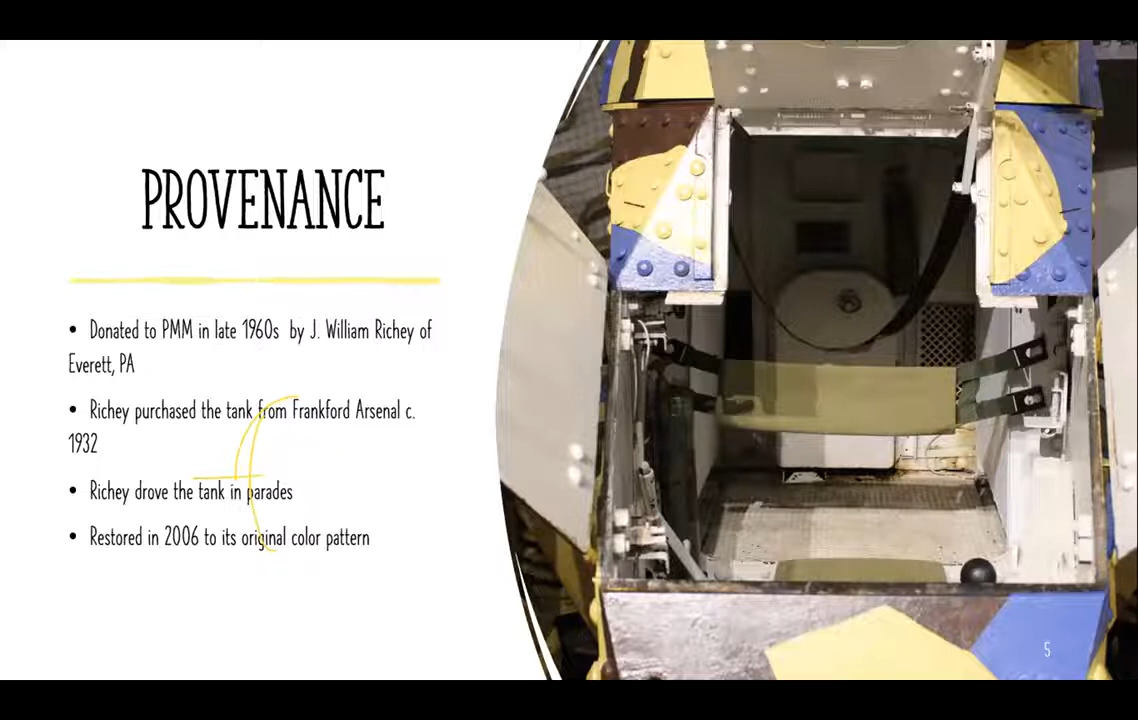 PROVENANCE
• Donated to PMM in late 1960s by J. William Richey of
Everett, PA
• Richey purchased the tank from Frankford Arsenal c.
1932
• Richey drove the tank in parades
• Restored in 2006 to its original color pattern
5